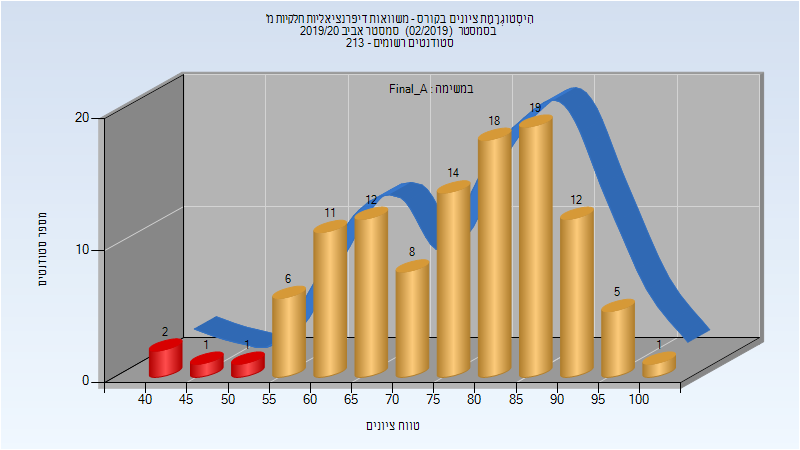 הִיסְטוֹגְרָמַת ציונים בקורס - משוואות דיפרנציאליות חלקיות מ'
בסמסטר (02/2019) סמסטר אביב 2019/20
סטודנטים רשומים - 213
במשימה : Final_A
מספר סטודנטים
20
10
0
2
1
1
6
11
12
8
14
18
19
12
5
1
40 45 50 55 60 65 70 75 80 85 90 95 100
טווח ציונים